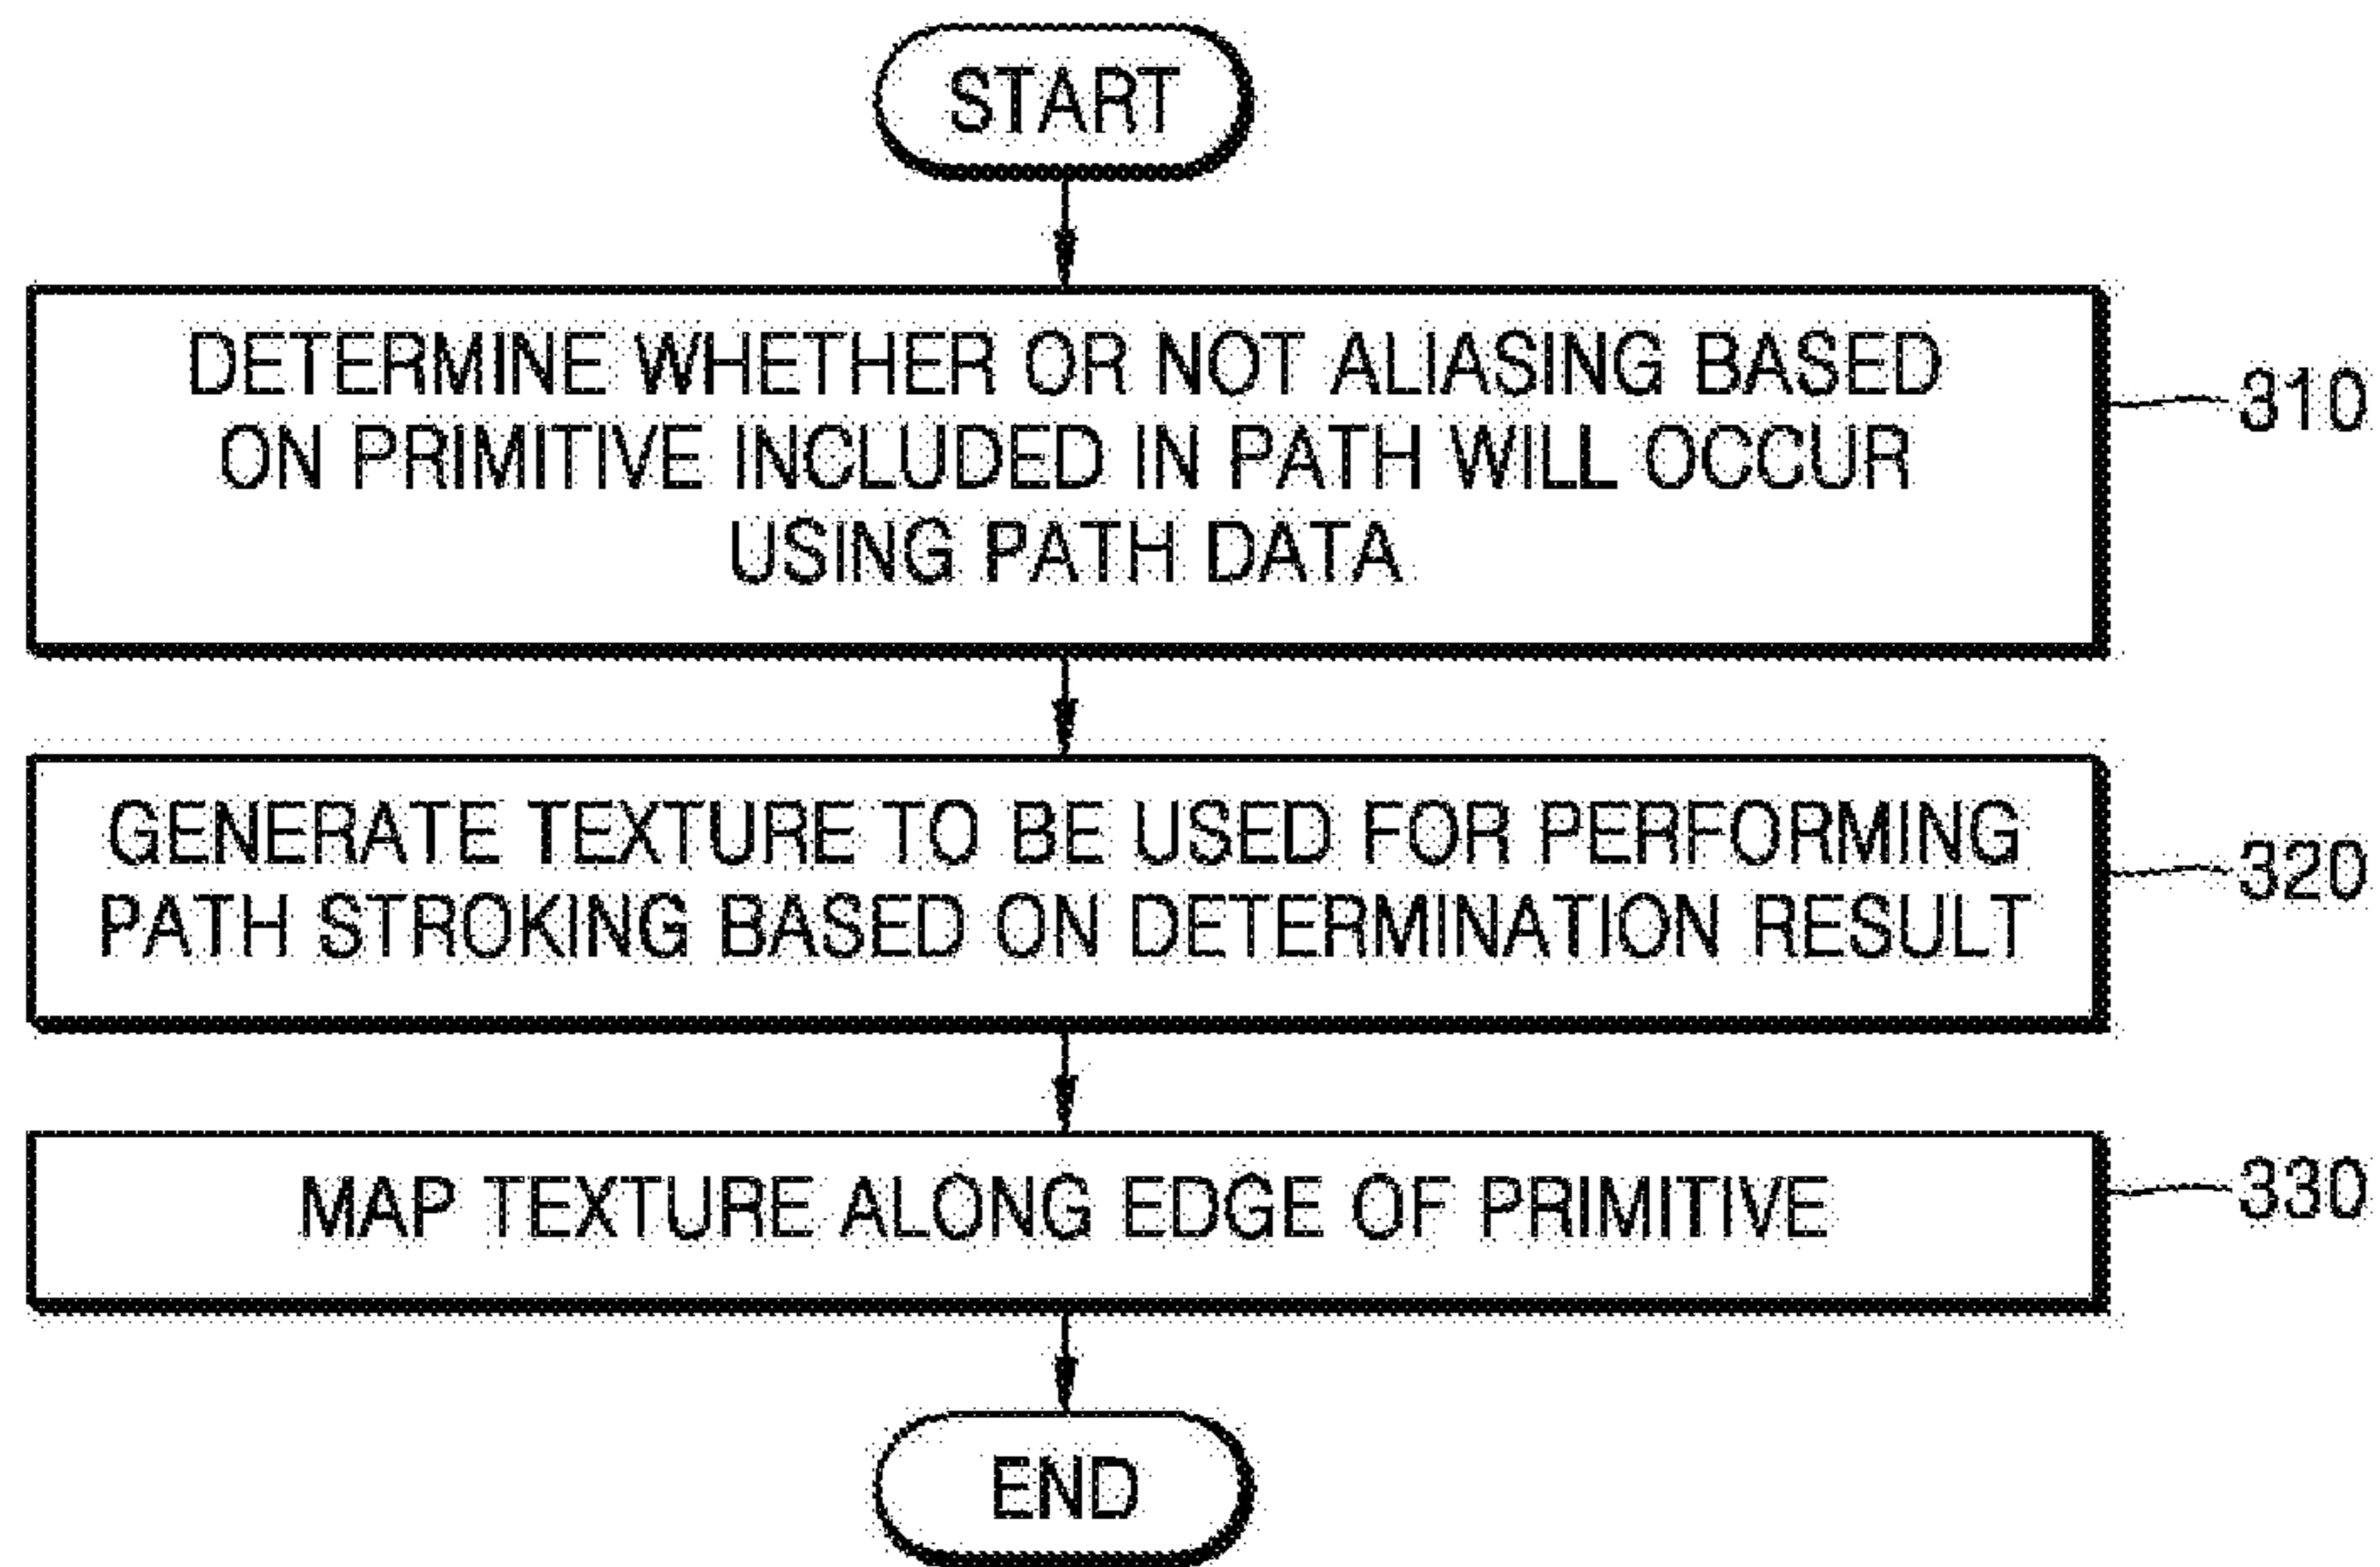 START
DETERMINE WHETHER OR NOT ALIASING BASED
ON PRIMITIVE INCLUDED IN PATH WILL OCCUR
USING PATH DATA
310
GENERATE TEXTURE TO BE USED FOR PERFORMING
PATH STROKING BASED ON DETERMINATION RESULT
320
MAP TEXTURE ALONG EDGE OF PRIMITIVE
330
END